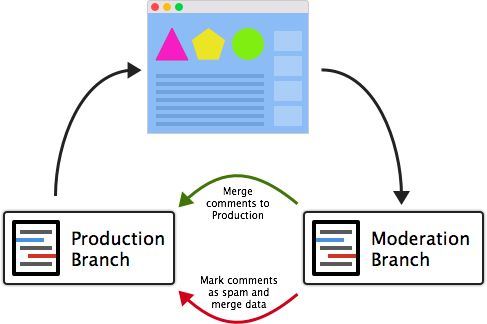 Merge
comments to
Production
Production
Branch
Moderation
Branch
Mark comments
as spam and
merge data